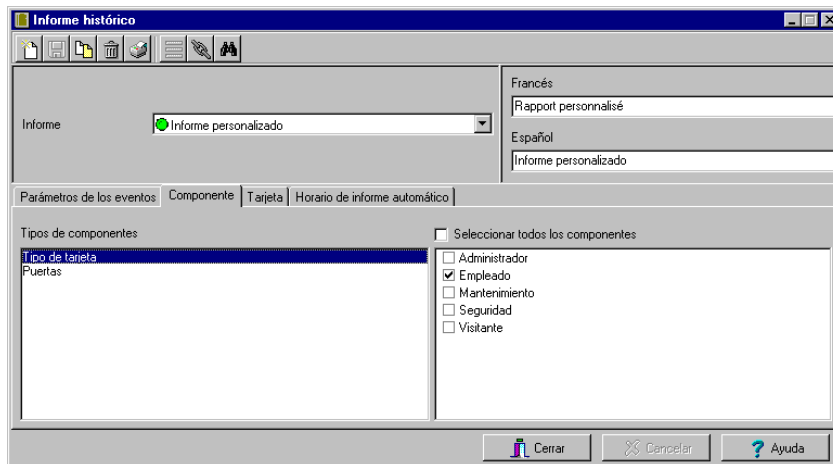 Informe histórico
Francés
Rapport personnalisé
Informe
Informe personalizado
Español
Informe personalizado
Parámetros de los eventos
Componente
Tarjeta
Horario de informe automático
Tipos de componentes
Seleccionar todos los componentes
Tipo de tarjeta
Puertas
Administrador
Empleado
Mantenimiento
Seguridad
Visitante
Cerrar
Cancelar
Ayuda